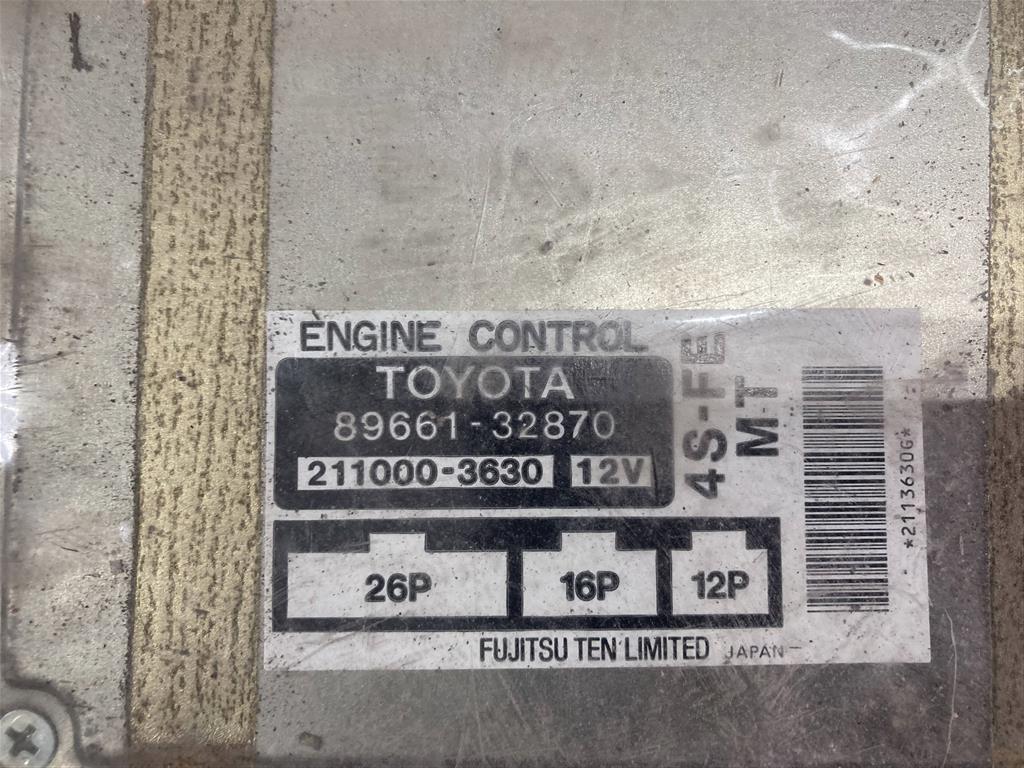 ENGINE CONTROL
TOYOTA
89661-32870
211000-3630 12V
4S-FE
M-T
*2113630G*
26P 16P 12P
FUJITSU TEN LIMITED JAPAN